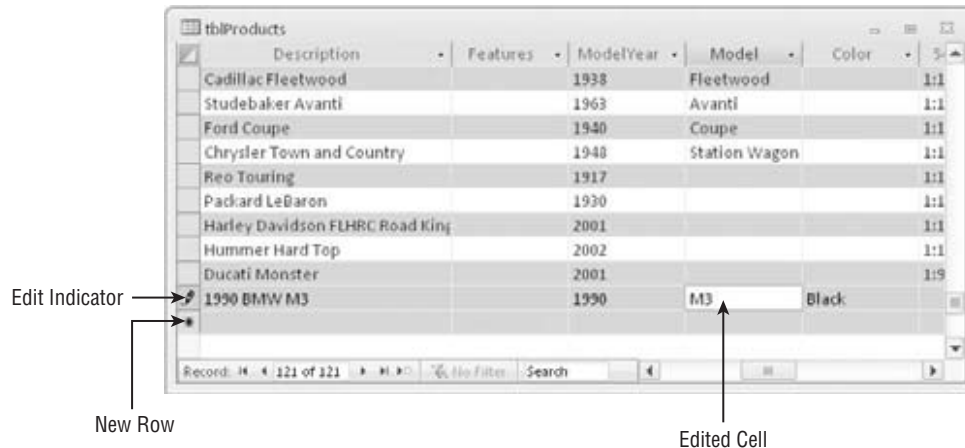 tblProducts
Description Features ModelYear Model Color
Cadillac Fleetwood 1938 Fleetwood 1:1
Studebaker Avanti 1963 Avanti 1:1
Ford Coupe 1940 Coupe 1:1
Chrysler Town and Country 1948 Station Wagon 1:1
Reo Touring 1917 1:1
Packard LeBaron 1930 1:1
Harley Davidson FLHRC Road King 2001 1:1
Hummer Hard Top 2002 1:1
Ducati Monster 2001 1:9
Edit Indicator 1990 BMW M3 1990 M3 Black
Record: 121 of 121 No Filter Search
New Row
Edited Cell